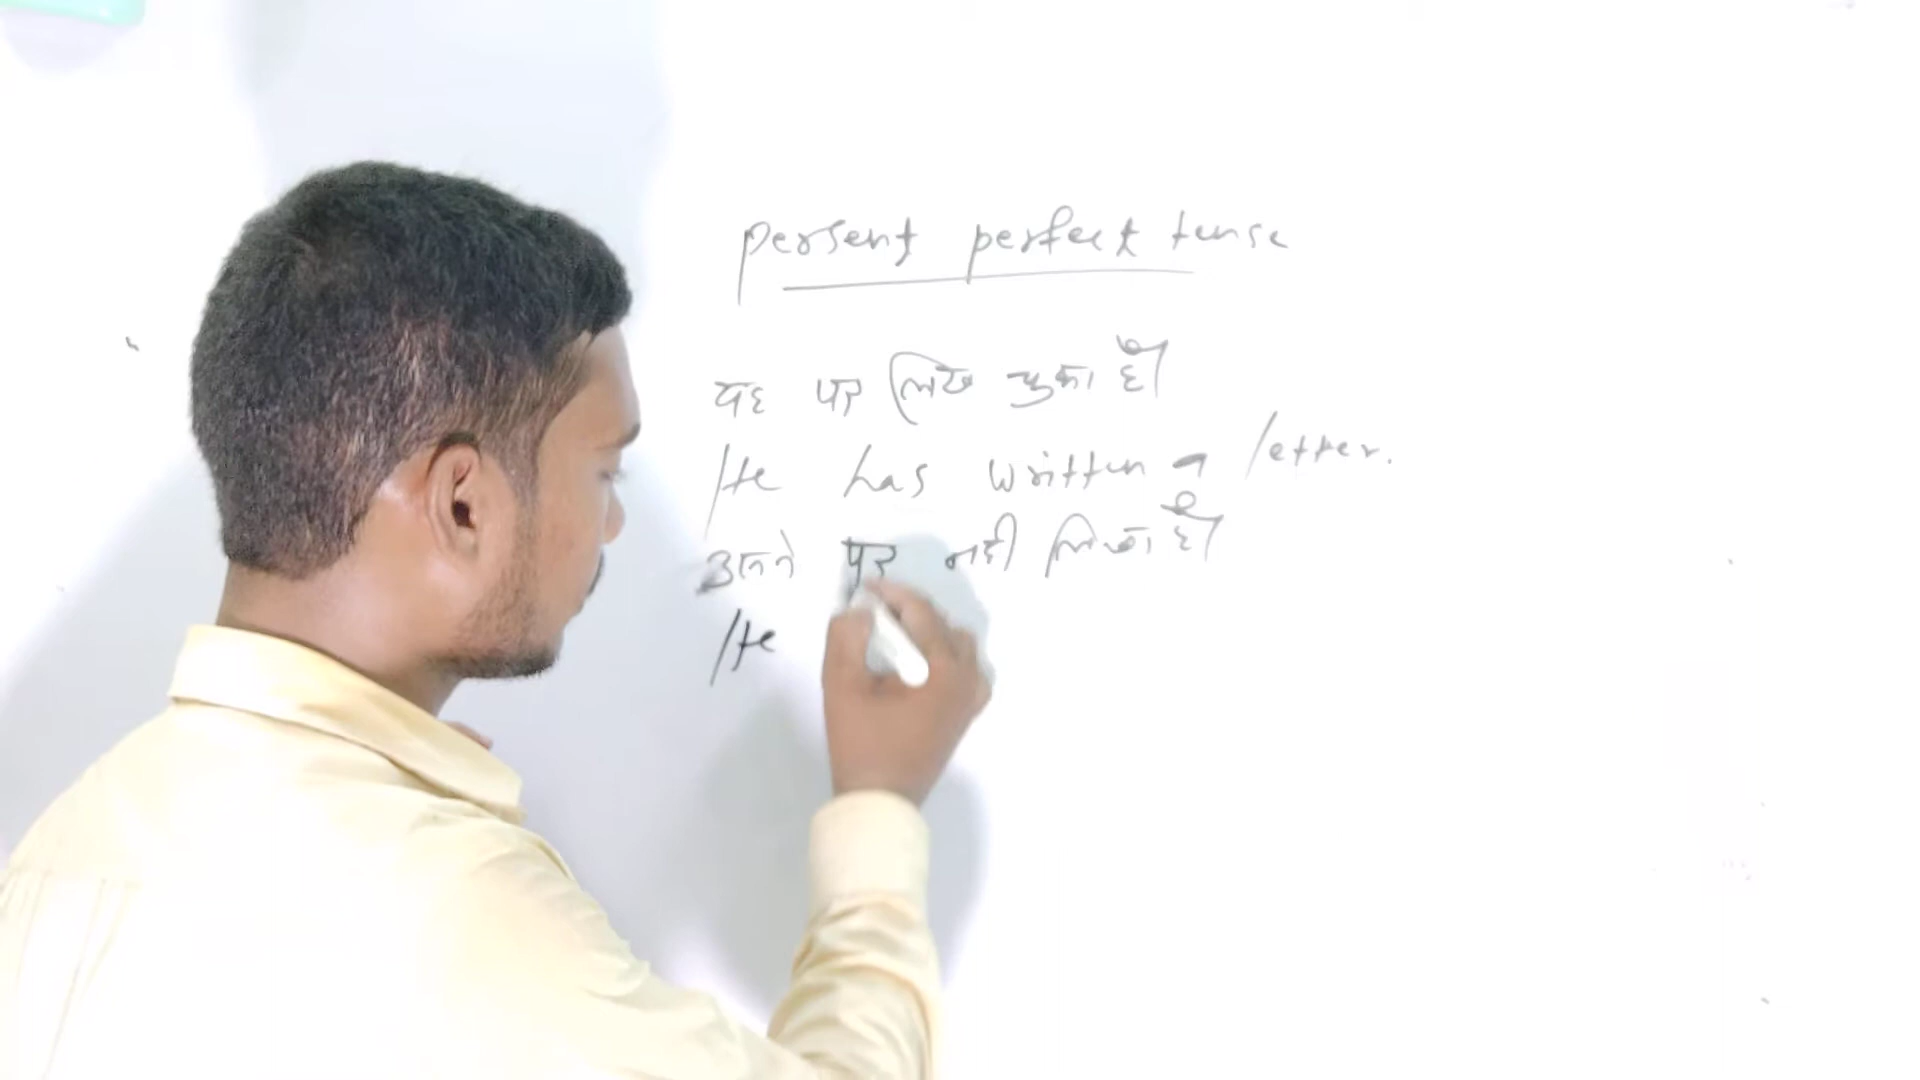 persent perfect tense
यह पत्र लिख चुका है
He has written a letter.
उसने पत्र नही लिखा है
He